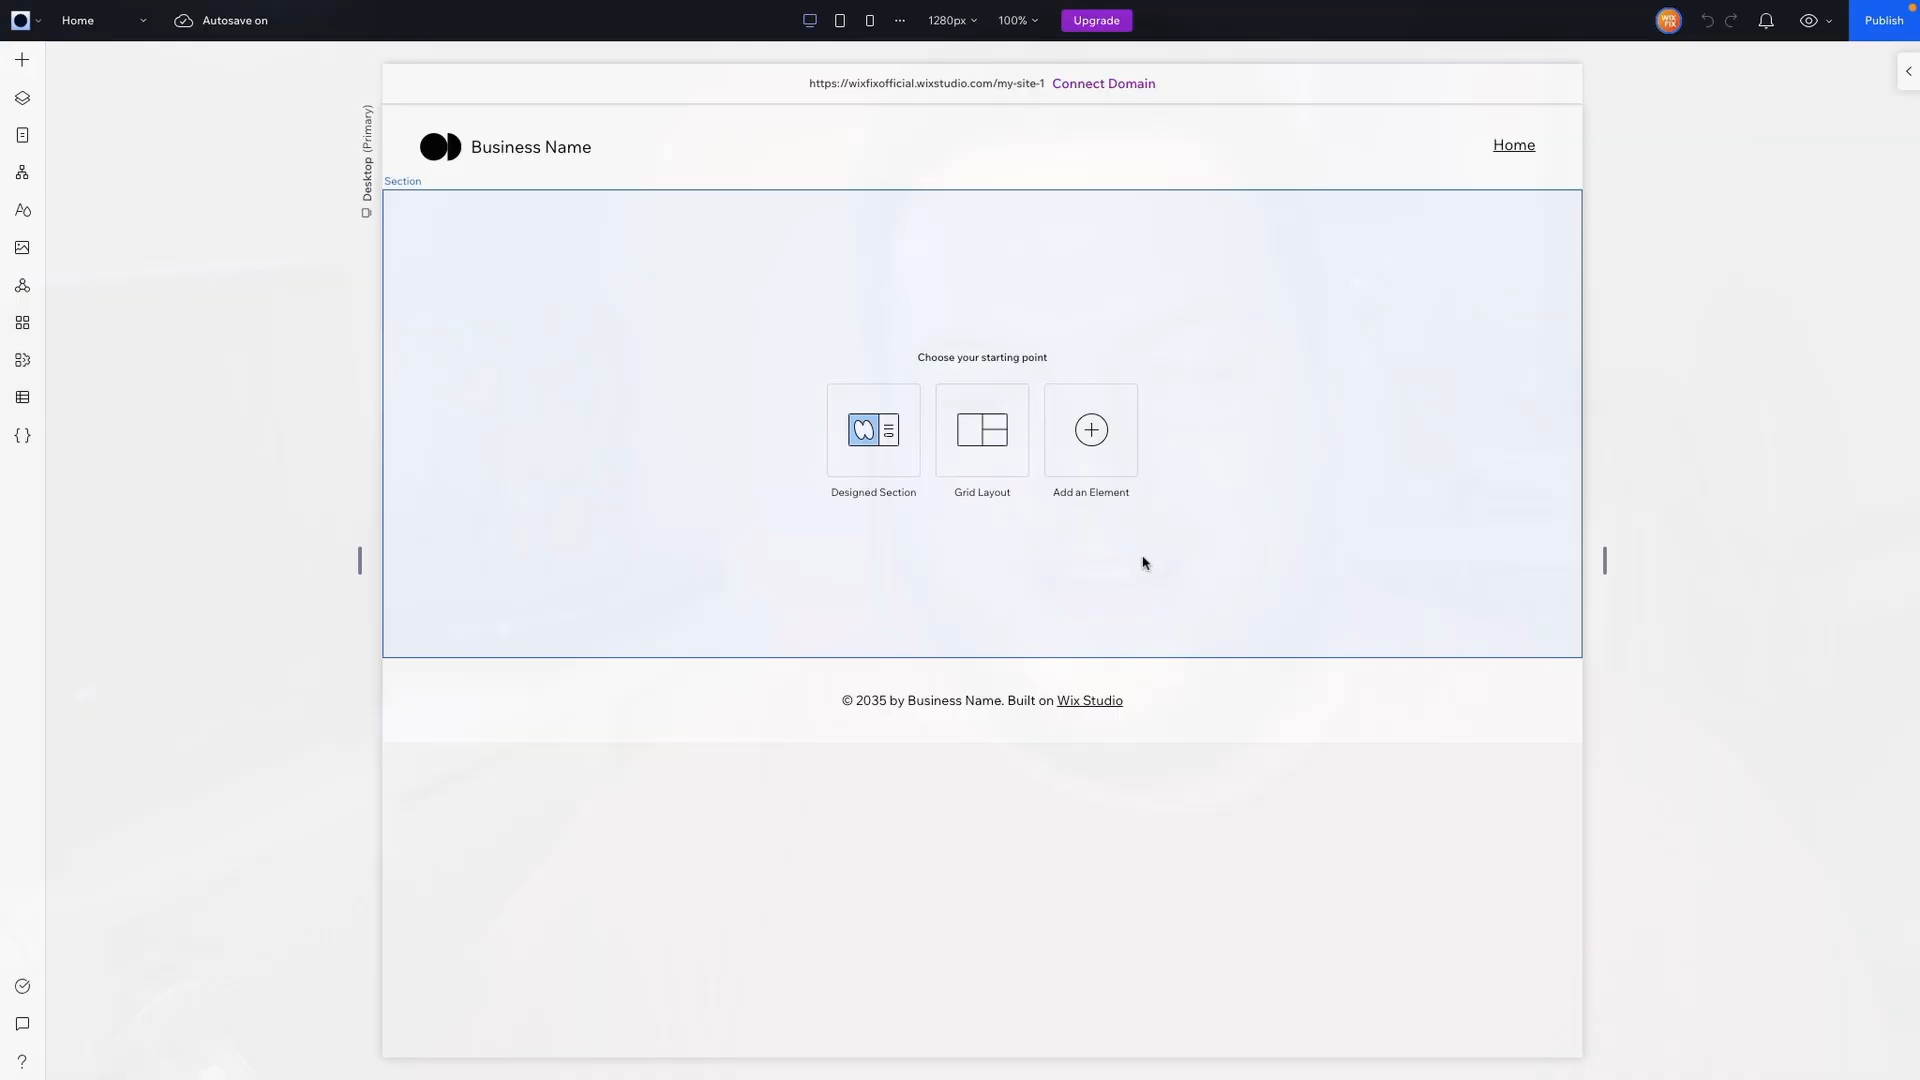 Home
Autosave on
1280px
100%
Upgrade
WIX
FIX
Publish
https://wixfixofficial.wixstudio.com/my-site-1 Connect Domain
Desktop (Primary)
Business Name
Home
Section
Choose your starting point
Designed Section
Grid Layout
Add an Element
© 2035 by Business Name. Built on Wix Studio